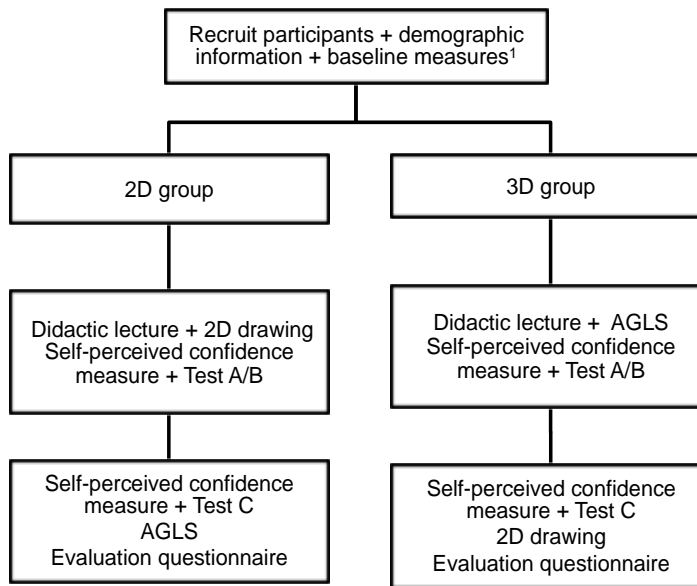 Recruit participants + demographic
information + baseline measures¹
2D group
3D group
Didactic lecture + 2D drawing
Self-perceived confidence
measure + Test A/B
Didactic lecture + AGLS
Self-perceived confidence
measure + Test A/B
Self-perceived confidence
measure + Test C
AGLS
Evaluation questionnaire
Self-perceived confidence
measure + Test C
2D drawing
Evaluation questionnaire